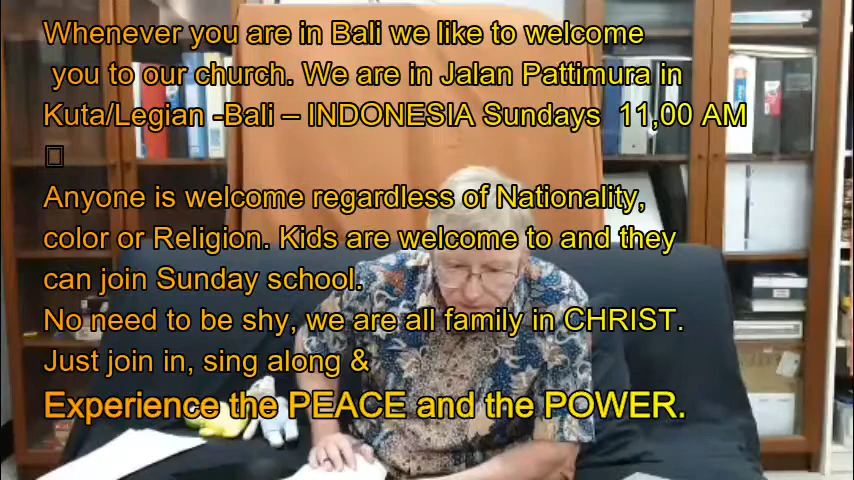 Whenever you are in Bali we like to welcome
you to our church. We are in Jalan Pattimura in
Kuta/Legian -Bali – INDONESIA Sundays 11,00 AM
Anyone is welcome regardless of Nationality,
color or Religion. Kids are welcome to and they
can join Sunday school.
No need to be shy, we are all family in CHRIST.
Just join in, sing along &
Experience the PEACE and the POWER.